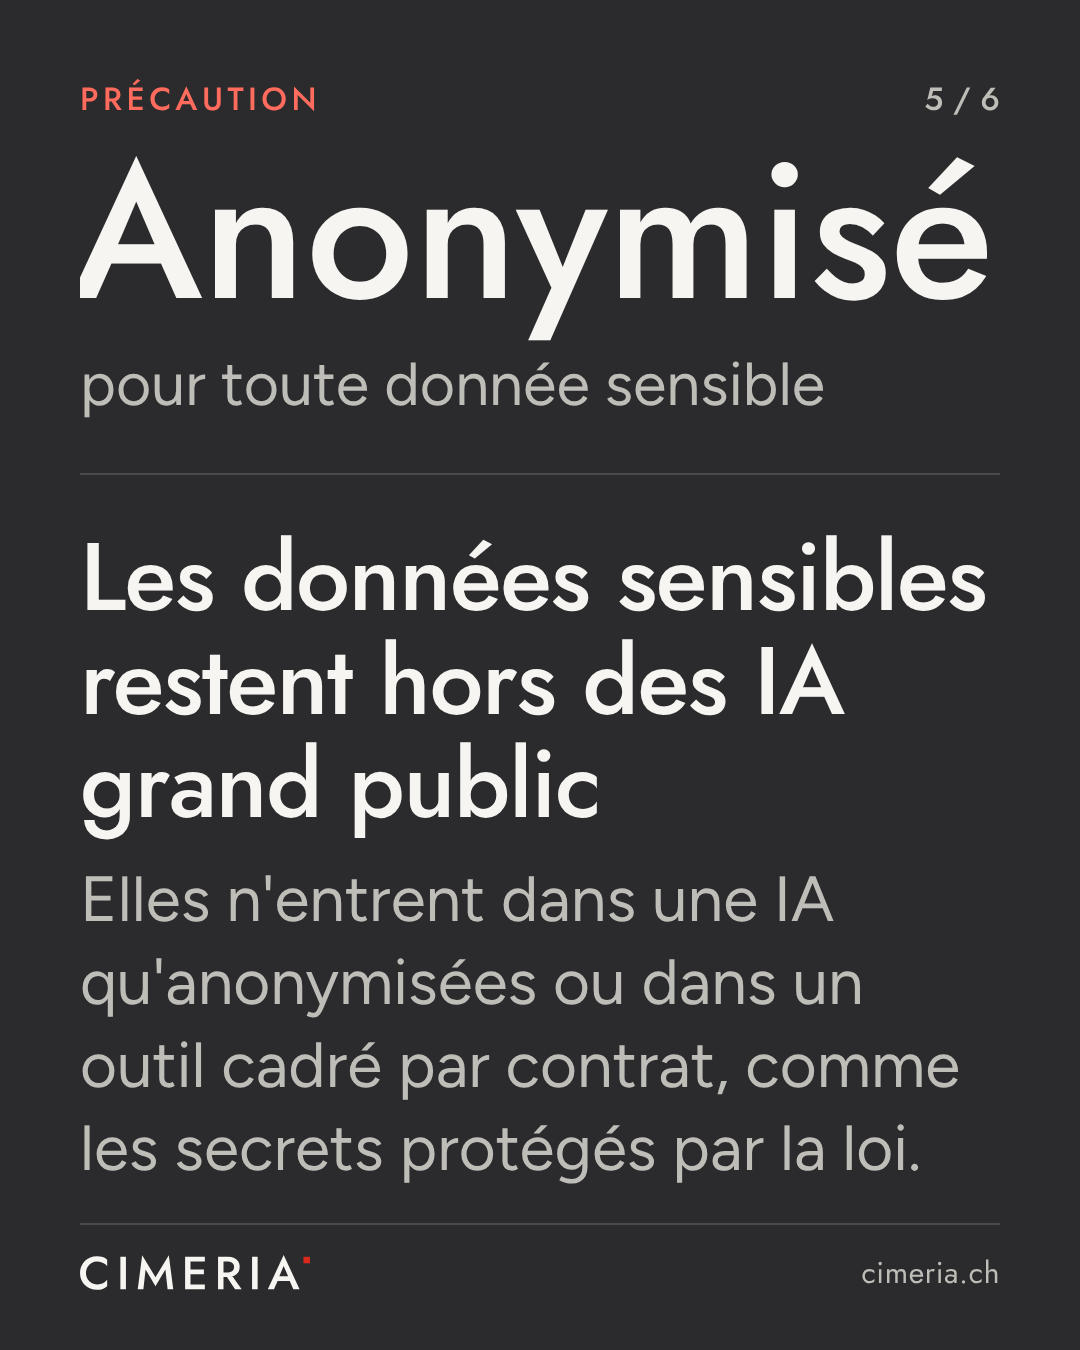 PRÉCAUTION
5 / 6
Anonymisé
pour toute donnée sensible
Les données sensibles
restent hors des IA
grand public
Elles n'entrent dans une IA
qu'anonymisées ou dans un
outil cadré par contrat, comme
les secrets protégés par la loi.
CIMERIA
cimeria.ch